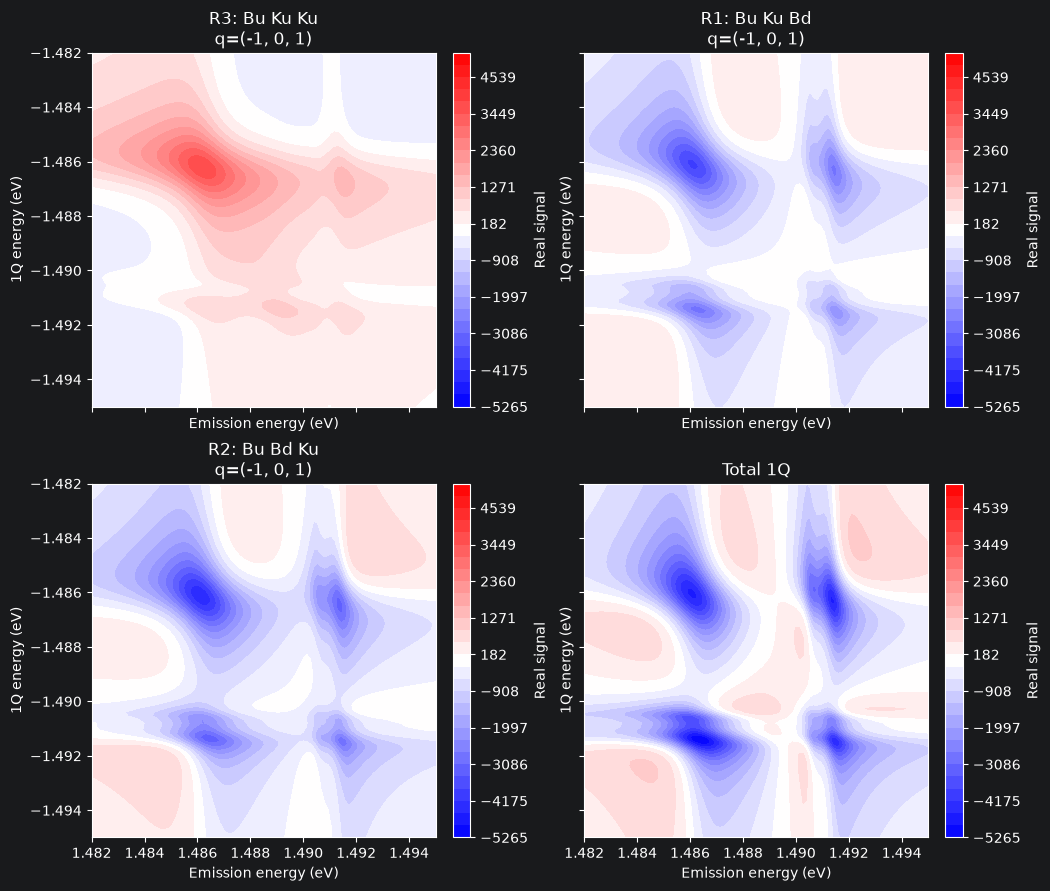 R3: Bu Ku Ku
q=(-1, 0, 1)
−1.482
−1.484
−1.486
−1.488
−1.490
−1.492
−1.494
1Q energy (eV)
Emission energy (eV)
4539
3449
2360
1271
182
−908
−1997
−3086
−4175
−5265
Real signal
R1: Bu Ku Bd
q=(-1, 0, 1)
1Q energy (eV)
Emission energy (eV)
4539
3449
2360
1271
182
−908
−1997
−3086
−4175
−5265
Real signal
R2: Bu Bd Ku
q=(-1, 0, 1)
−1.482
−1.484
−1.486
−1.488
−1.490
−1.492
−1.494
1Q energy (eV)
1.482 1.484 1.486 1.488 1.490 1.492 1.494
Emission energy (eV)
4539
3449
2360
1271
182
−908
−1997
−3086
−4175
−5265
Real signal
Total 1Q
1Q energy (eV)
1.482 1.484 1.486 1.488 1.490 1.492 1.494
Emission energy (eV)
4539
3449
2360
1271
182
−908
−1997
−3086
−4175
−5265
Real signal